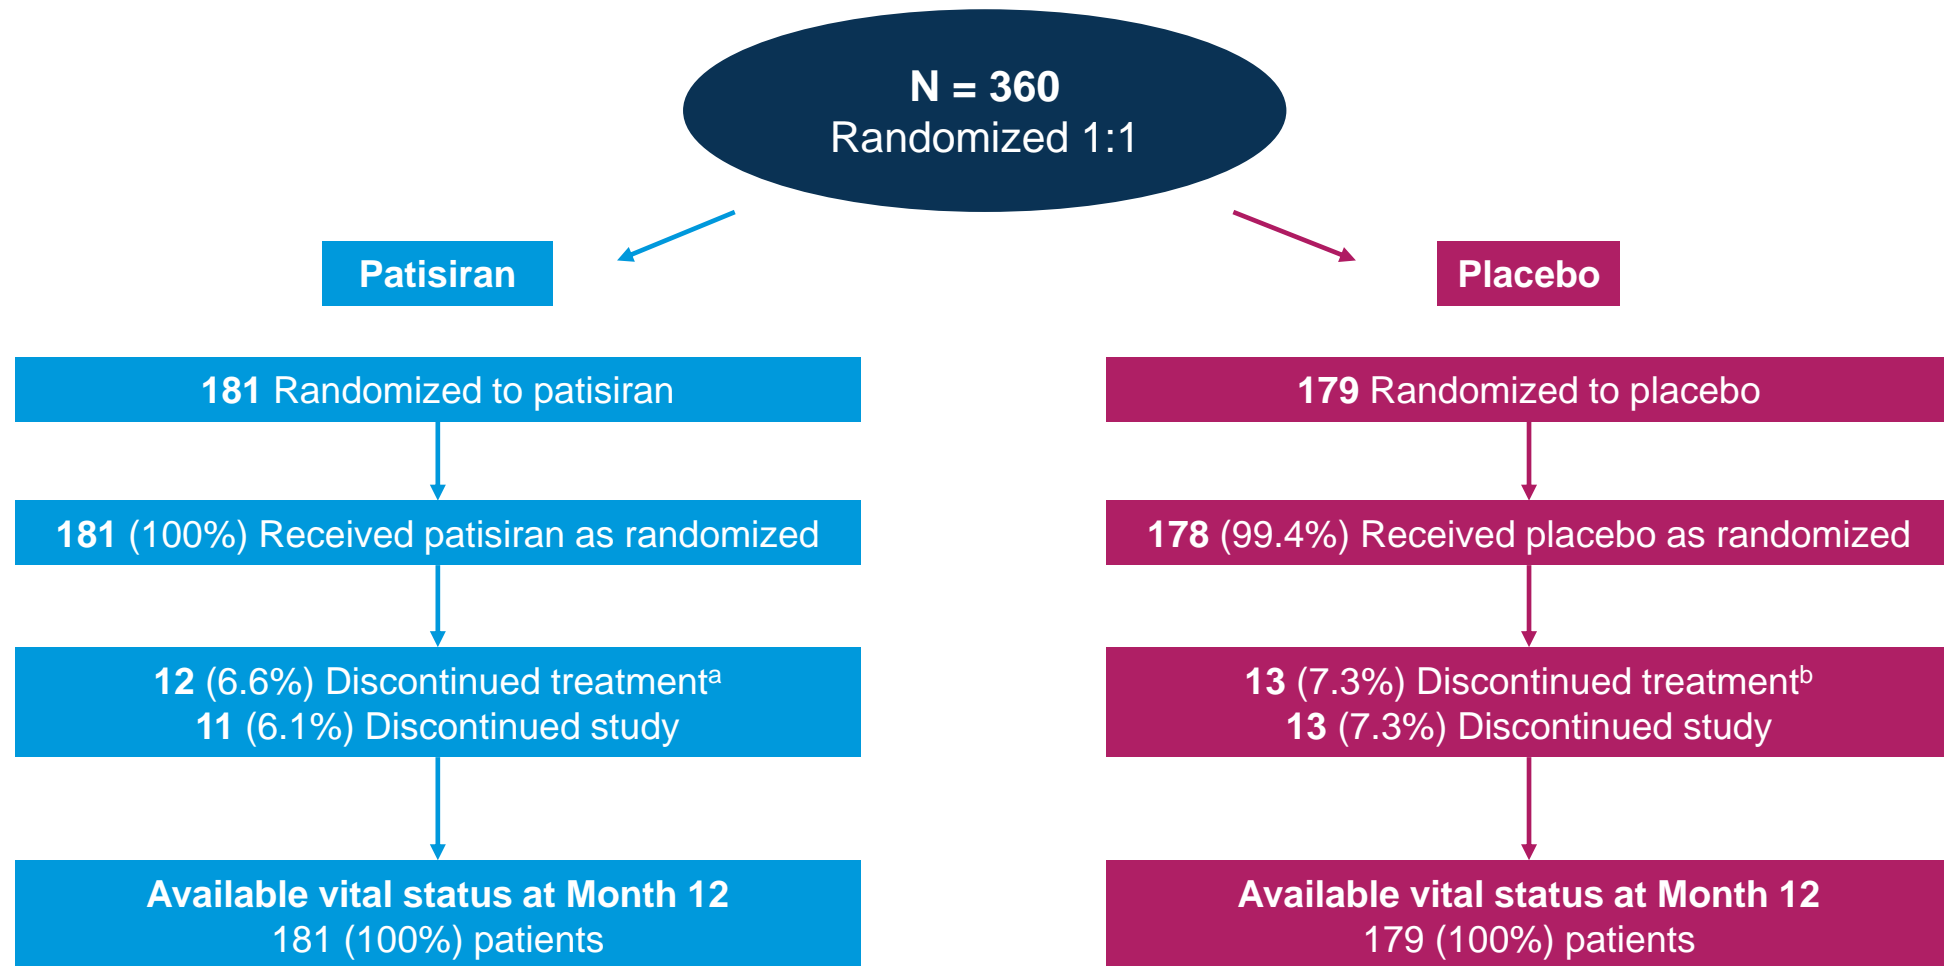 N = 360
Randomized 1:1
Patisiran
181 Randomized to patisiran
181 (100%) Received patisiran as randomized
12 (6.6%) Discontinued treatmentᵃ
11 (6.1%) Discontinued study
Available vital status at Month 12
181 (100%) patients
Placebo
179 Randomized to placebo
178 (99.4%) Received placebo as randomized
13 (7.3%) Discontinued treatmentᵇ
13 (7.3%) Discontinued study
Available vital status at Month 12
179 (100%) patients